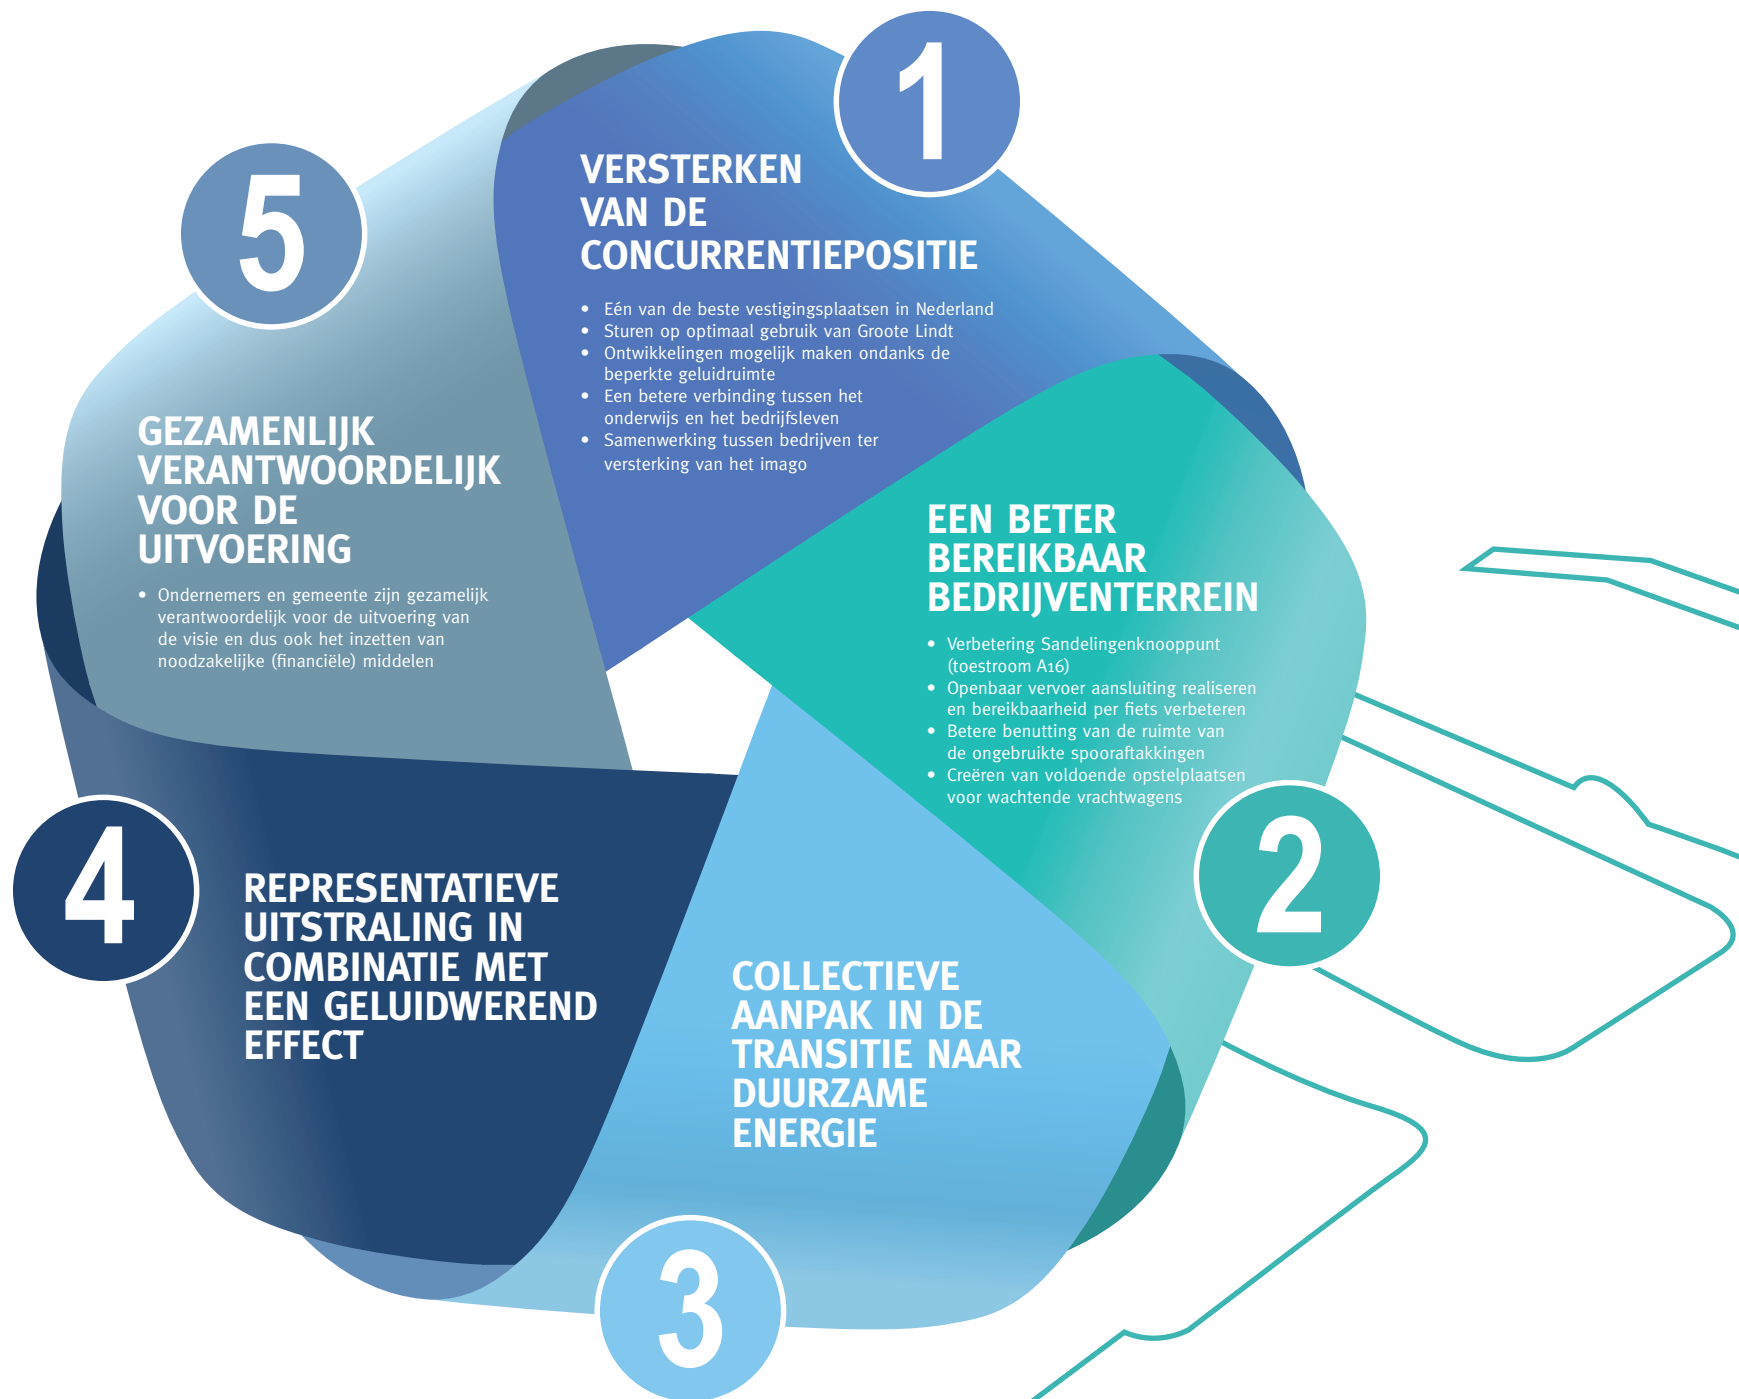 1
VERSTERKEN
VAN DE
CONCURRENTIEPOSITIE
• Eén van de beste vestigingsplaatsen in Nederland
• Sturen op optimaal gebruik van Groote Lindt
• Ontwikkelingen mogelijk maken ondanks de
beperkte geluidruimte
• Een betere verbinding tussen het
onderwijs en het bedrijfsleven
• Samenwerking tussen bedrijven ter
versterking van het imago
2
EEN BETER
BEREIKBAAR
BEDRIJVENTERREIN
• Verbetering Sandelingenknooppunt
(toestroom A16)
• Openbaar vervoer aansluiting realiseren
en bereikbaarheid per fiets verbeteren
• Betere benutting van de ruimte van
de ongebruikte spooraftakkingen
• Creëren van voldoende opstelplaatsen
voor wachtende vrachtwagens
3
COLLECTIEVE
AANPAK IN DE
TRANSITIE NAAR
DUURZAME
ENERGIE
4
REPRESENTATIEVE
UITSTRALING IN
COMBINATIE MET
EEN GELUIDWEREND
EFFECT
5
GEZAMENLIJK
VERANTWOORDELIJK
VOOR DE
UITVOERING
• Ondernemers en gemeente zijn gezamelijk
verantwoordelijk voor de uitvoering van
de visie en dus ook het inzetten van
noodzakelijke (financiële) middelen